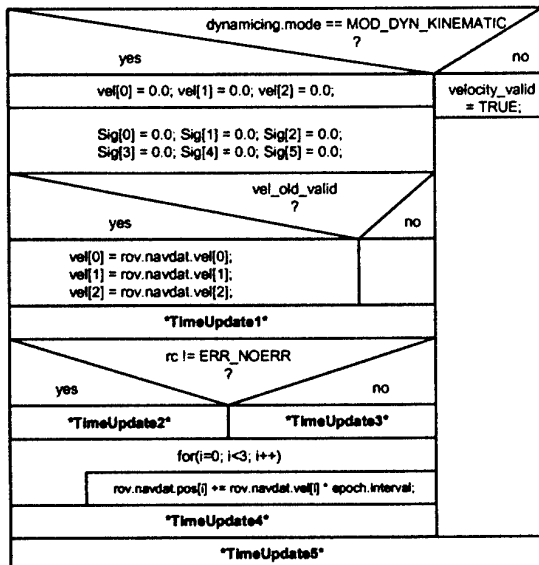 dynamicing.mode == MOD_DYN_KINEMATIC
?
yes
no
vel[0] = 0.0; vel[1] = 0.0; vel[2] = 0.0;
velocity_valid
= TRUE;
Sig[0] = 0.0; Sig[1] = 0.0; Sig[2] = 0.0;
Sig[3] = 0.0; Sig[4] = 0.0; Sig[5] = 0.0;
vel_old_valid
?
yes
no
vel[0] = rov.navdat.vel[0];
vel[1] = rov.navdat.vel[1];
vel[2] = rov.navdat.vel[2];
*TimeUpdate1*
rc != ERR_NOERR
?
yes
no
*TimeUpdate2*
*TimeUpdate3*
for(i=0; i<3; i++)
rov.navdat.pos[i] += rov.navdat.vel[i] * epoch.interval;
*TimeUpdate4*
*TimeUpdate5*